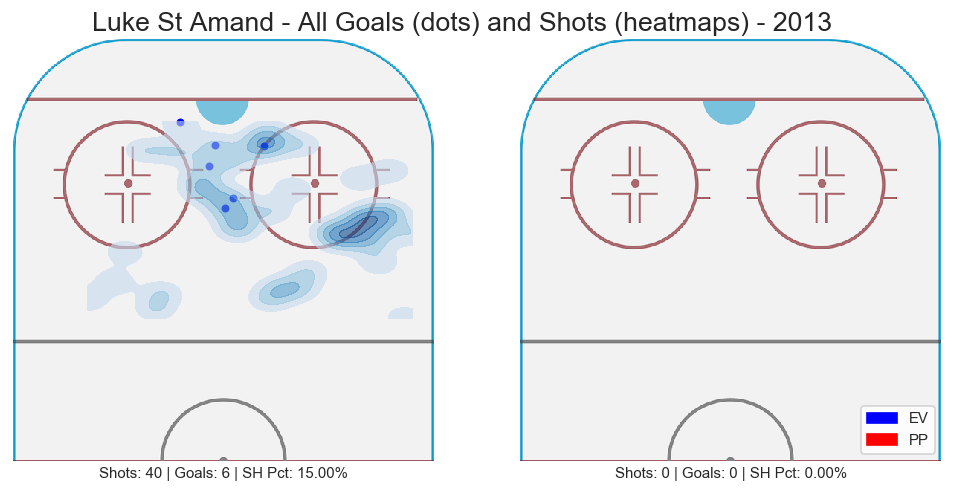 Luke St Amand - All Goals (dots) and Shots (heatmaps) - 2013
EV
PP
Shots: 40 | Goals: 6 | SH Pct: 15.00%
Shots: 0 | Goals: 0 | SH Pct: 0.00%